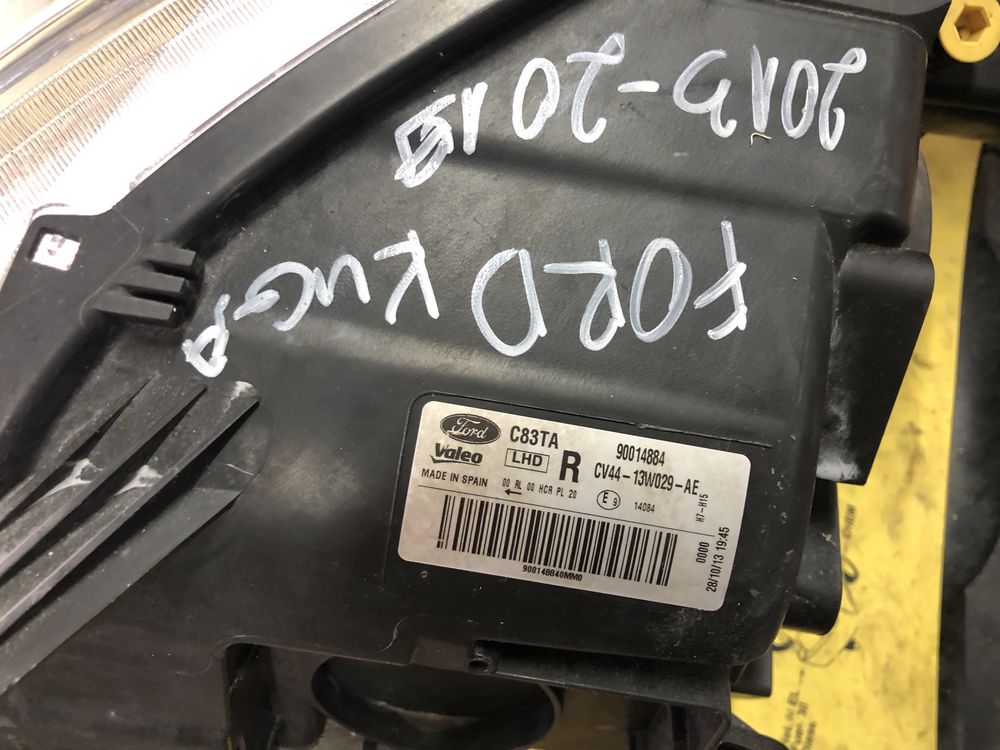 FORD KUGA
2013-2016
Ford
C83TA
90014884
Valeo
LHD
R
CV44-13W029-AE
MADE IN SPAIN
00 RL 00 HCR PL 20
E9
14084
H7-H15
90014884OMM0
0000
28/10/13 19:45